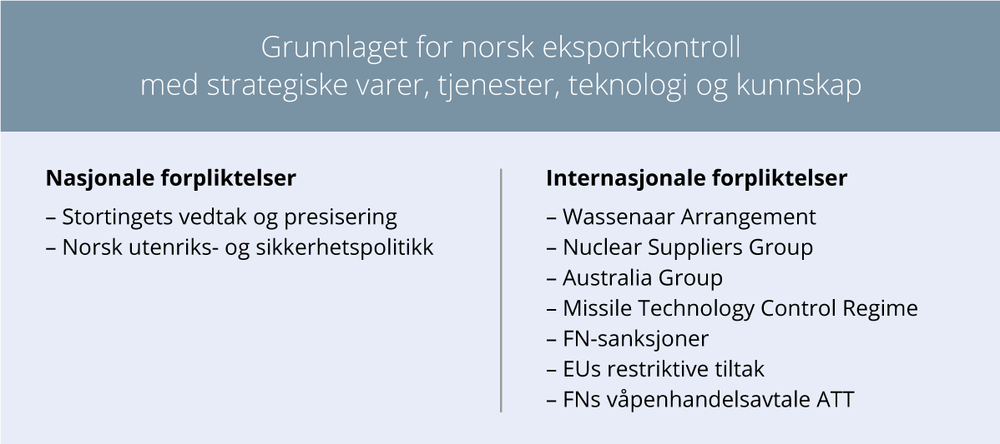 Grunnlaget for norsk eksportkontroll
med strategiske varer, tjenester, teknologi og kunnskap
Nasjonale forpliktelser
– Stortingets vedtak og presisering
– Norsk utenriks- og sikkerhetspolitikk
Internasjonale forpliktelser
– Wassenaar Arrangement
– Nuclear Suppliers Group
– Australia Group
– Missile Technology Control Regime
– FN-sanksjoner
– EUs restriktive tiltak
– FNs våpenhandelsavtale ATT